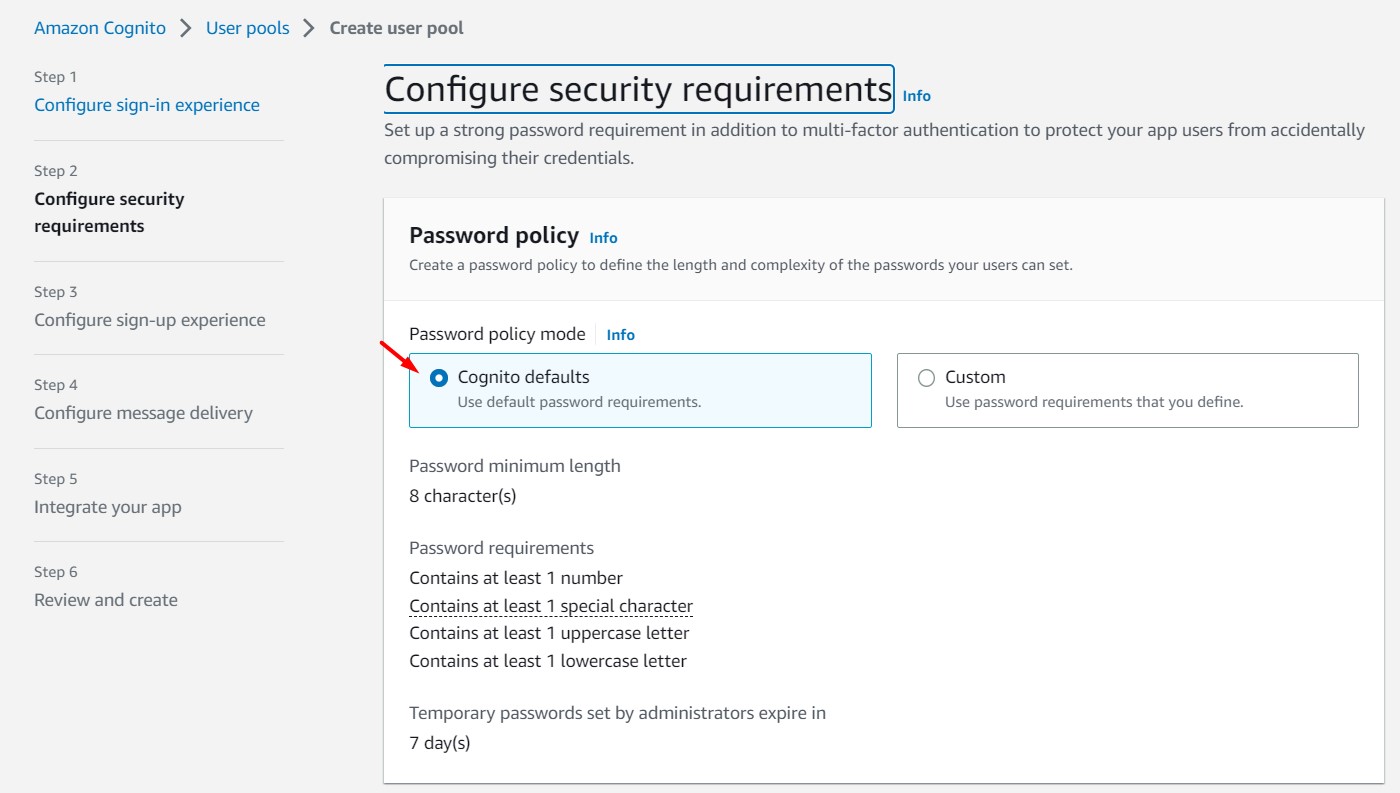 Amazon Cognito > User pools > Create user pool
Step 1
Configure sign-in experience
Step 2
Configure security
requirements
Step 3
Configure sign-up experience
Step 4
Configure message delivery
Step 5
Integrate your app
Step 6
Review and create
Configure security requirements Info
Set up a strong password requirement in addition to multi-factor authentication to protect your app users from accidentally
compromising their credentials.
Password policy Info
Create a password policy to define the length and complexity of the passwords your users can set.
Password policy mode Info
Cognito defaults
Use default password requirements.
Custom
Use password requirements that you define.
Password minimum length
8 character(s)
Password requirements
Contains at least 1 number
Contains at least 1 special character
Contains at least 1 uppercase letter
Contains at least 1 lowercase letter
Temporary passwords set by administrators expire in
7 day(s)